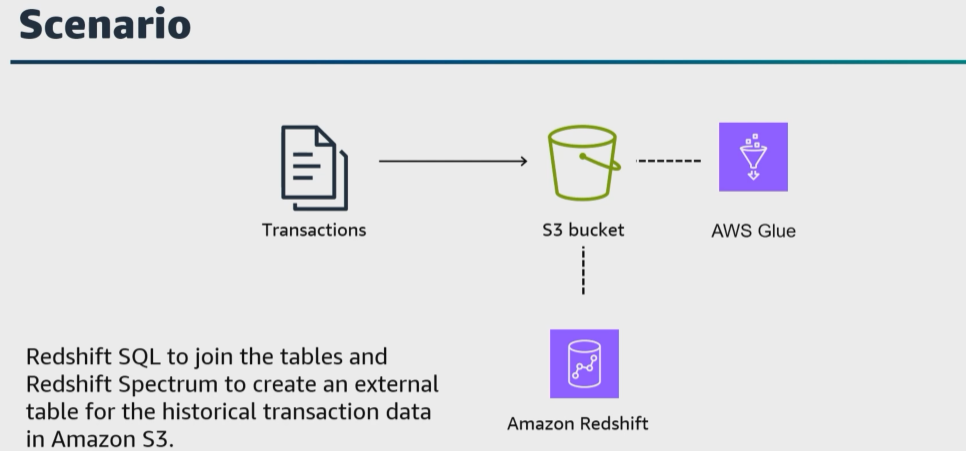 Scenario
Transactions
S3 bucket
AWS Glue
Redshift SQL to join the tables and
Redshift Spectrum to create an external
table for the historical transaction data
in Amazon S3.
Amazon Redshift